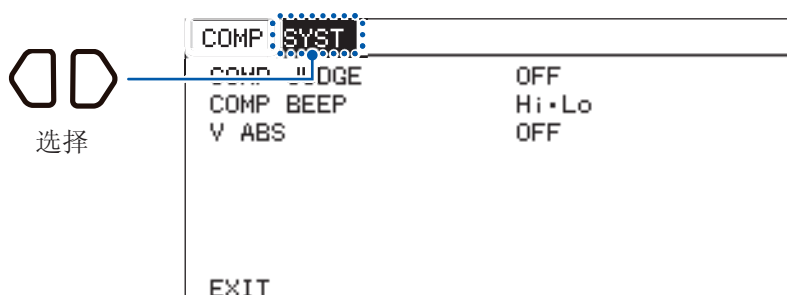 COMP SYST
COMP JUDGE OFF
COMP BEEP Hi・Lo
V ABS OFF
选择
EXIT